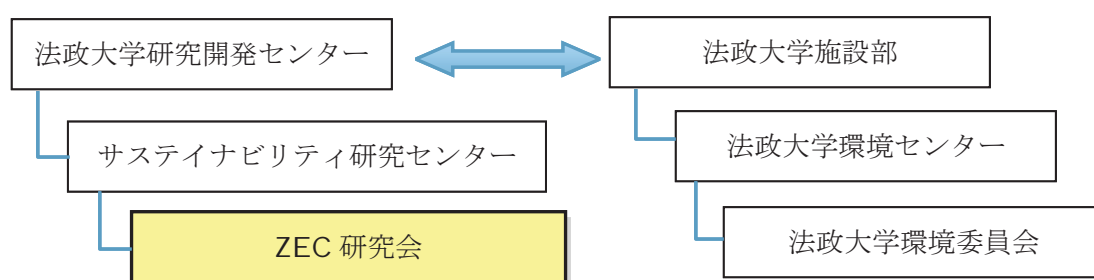 法政大学研究開発センター
法政大学施設部
サステイナビリティ研究センター
法政大学環境センター
ZEC 研究会
法政大学環境委員会